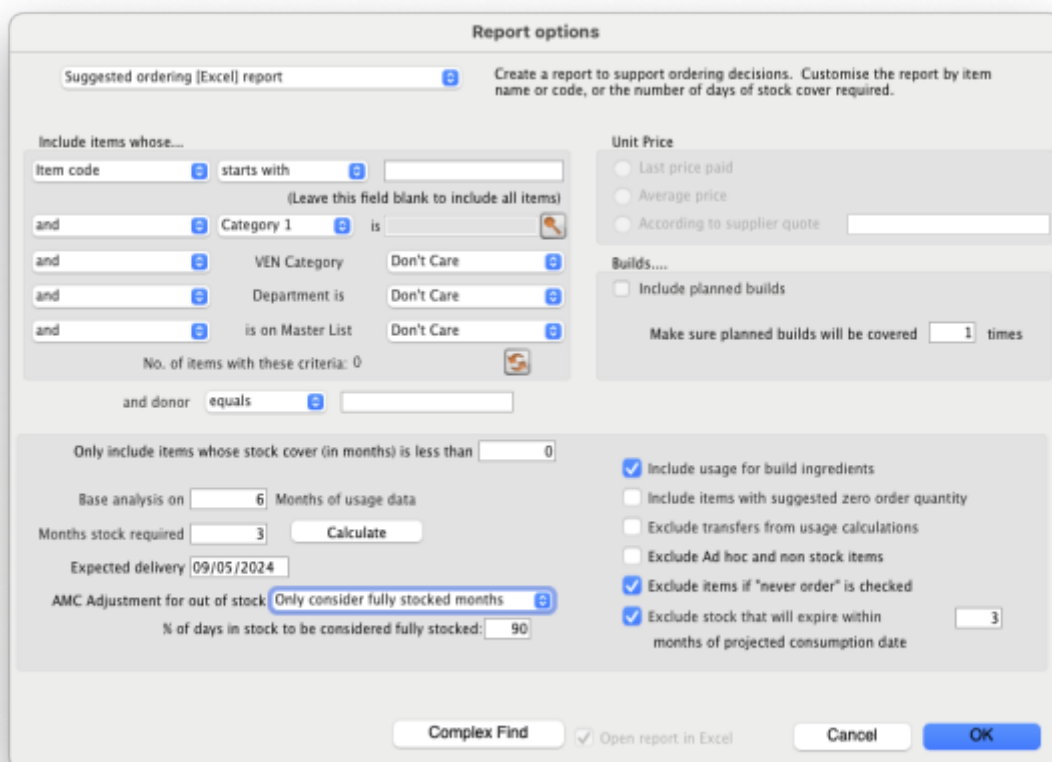 Report options
Suggested ordering [Excel] report
Create a report to support ordering decisions. Customise the report by item
name or code, or the number of days of stock cover required.
Include items whose....
Item code starts with
(Leave this field blank to include all items)
and Category 1 is
and VEN Category Don't Care
and Department is Don't Care
and is on Master List Don't Care
No. of items with these criteria: 0
and donor equals
Unit Price
Last price paid
Average price
According to supplier quote
Builds....
Include planned builds
Make sure planned builds will be covered 1 times
Only include items whose stock cover (in months) is less than 0
Base analysis on 6 Months of usage data
Months stock required 3 Calculate
Expected delivery 09/05/2024
AMC Adjustment for out of stock Only consider fully stocked months
% of days in stock to be considered fully stocked: 90
Include usage for build ingredients
Include items with suggested zero order quantity
Exclude transfers from usage calculations
Exclude Ad hoc and non stock items
Exclude items if "never order" is checked
Exclude stock that will expire within 3
months of projected consumption date
Complex Find Open report in Excel Cancel OK